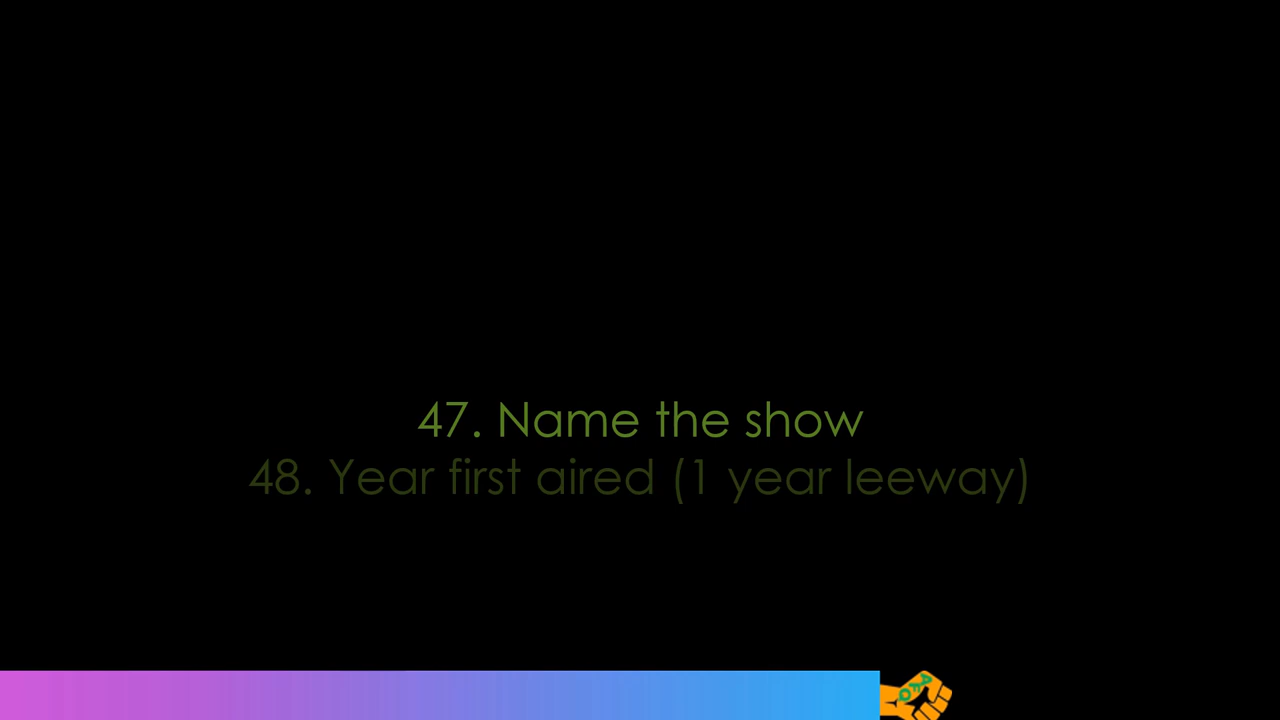 47. Name the show
48. Year first aired (1 year leeway)